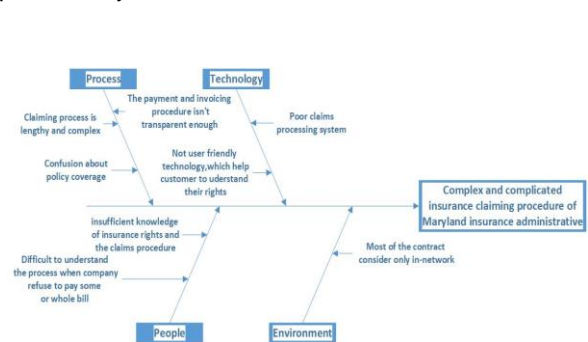 Process
Technology
The payment and invoicing
procedure isn't
transparent enough
Claiming process is
lengthy and complex
Poor claims
processing system
Confusion about
policy coverage
Not user friendly
technology,which help
customer to uderstand
their rights
Complex and complicated
insurance claiming procedure of
Maryland insurance administrative
insufficient knowledge
of insurance rights and
the claims procedure
Most of the contract
consider only in-network
Difficult to understand
the process when company
refuse to pay some
or whole bill
People
Environment